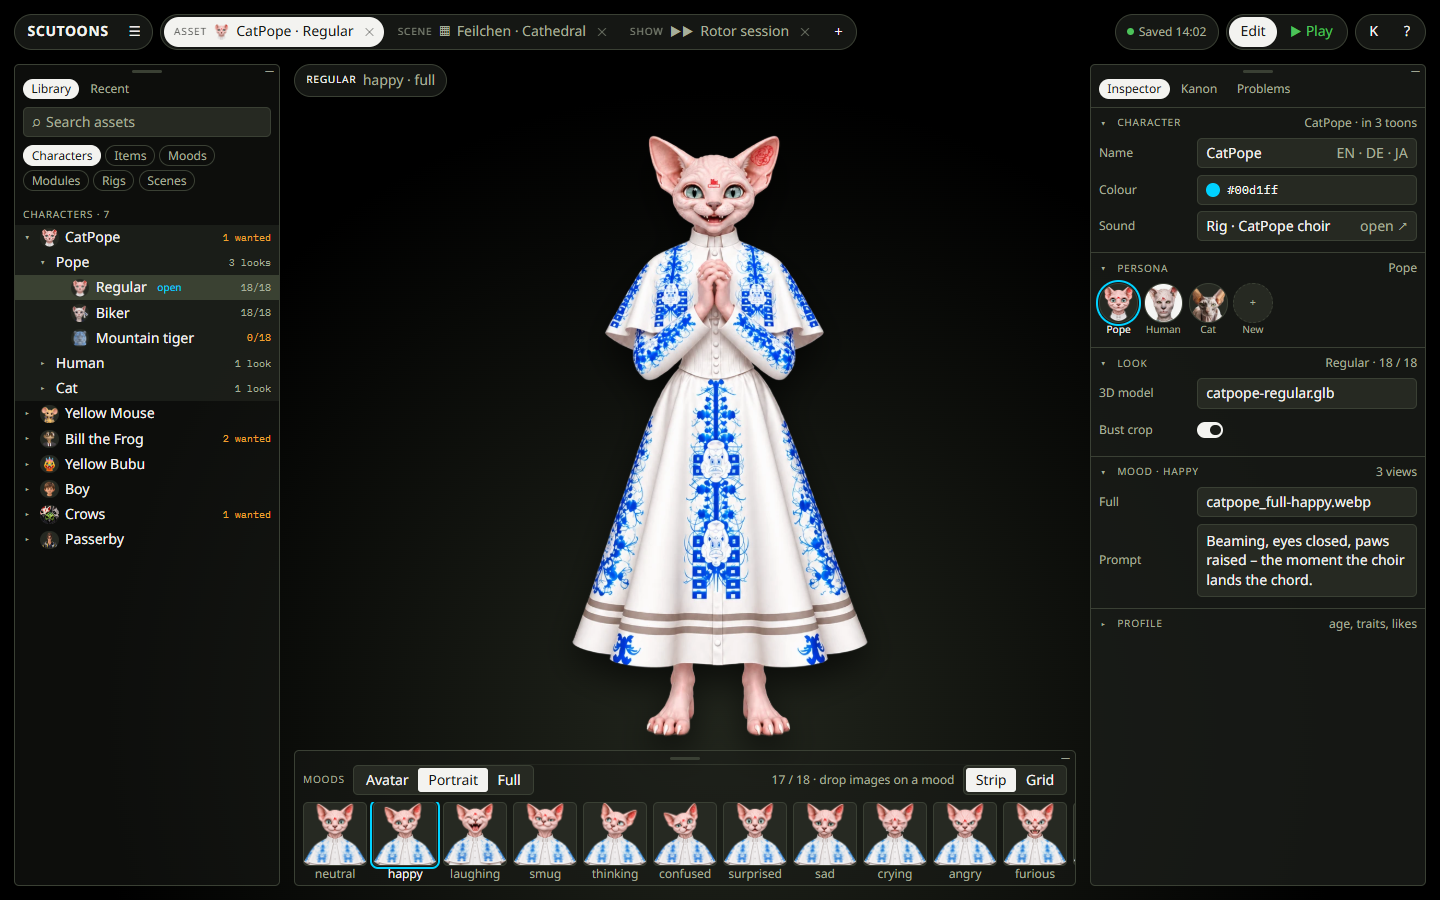 SCUTOONS ☰
ASSET CatPope · Regular ×
SCENE Feilchen · Cathedral ×
SHOW Rotor session ×
+
Saved 14:02
Edit Play
K ?
Library Recent
Search assets
Characters Items Moods
Modules Rigs Scenes
CHARACTERS · 7
CatPope 1 wanted
Pope 3 looks
Regular open 18/18
Biker 18/18
Mountain tiger 0/18
Human 1 look
Cat 1 look
Yellow Mouse
Bill the Frog 2 wanted
Yellow Bubu
Boy
Crows 1 wanted
Passerby
REGULAR happy · full
MOODS Avatar Portrait Full 17 / 18 · drop images on a mood Strip Grid
neutral happy laughing smug thinking confused surprised sad crying angry furious
Inspector Kanon Problems
CHARACTER CatPope · in 3 toons
Name CatPope EN · DE · JA
Colour #00d1ff
Sound Rig · CatPope choir open ↗
PERSONA Pope
+
Pope Human Cat New
LOOK Regular · 18 / 18
3D model catpope-regular.glb
Bust crop
MOOD · HAPPY 3 views
Full catpope_full-happy.webp
Prompt Beaming, eyes closed, paws
raised – the moment the choir
lands the chord.
PROFILE age, traits, likes